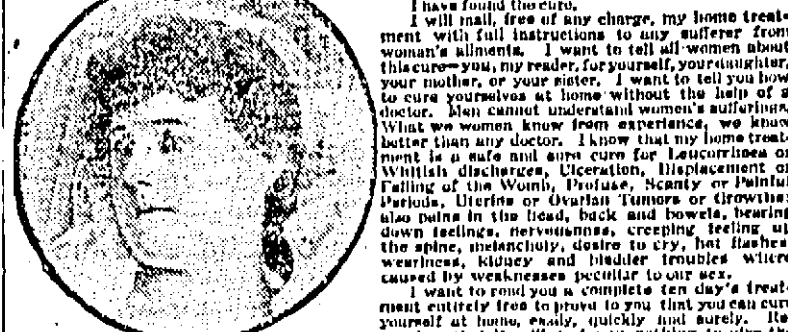 I have found the cure.
I will mail, free of any charge, my home treat-
ment with full instructions to any sufferer from
woman's ailments. I want to tell all women about
this cure—you, my reader, for yourself, your daughter,
your mother, or your sister. I want to tell you how
to cure yourselves at home without the help of a
doctor. Men cannot understand women's sufferings.
What we women know from experience, we know
better than any doctor. I know that my home treat-
ment is a safe and sure cure for Leucorrhoea or
Whitish discharges, Ulceration, Displacement or
Falling of the Womb, Profuse, Scanty or Painful
Periods, Uterine or Ovarian Tumors or Growths;
also pains in the head, back and bowels, bearing
down feelings, nervousness, creeping feeling up
the spine, melancholy, desire to cry, hot flashes,
weariness, kidney and bladder troubles where
caused by weaknesses peculiar to our sex.
I want to send you a complete ten day's treat-
ment entirely free to prove to you that you can cure
yourself at home, easily, quickly and surely.